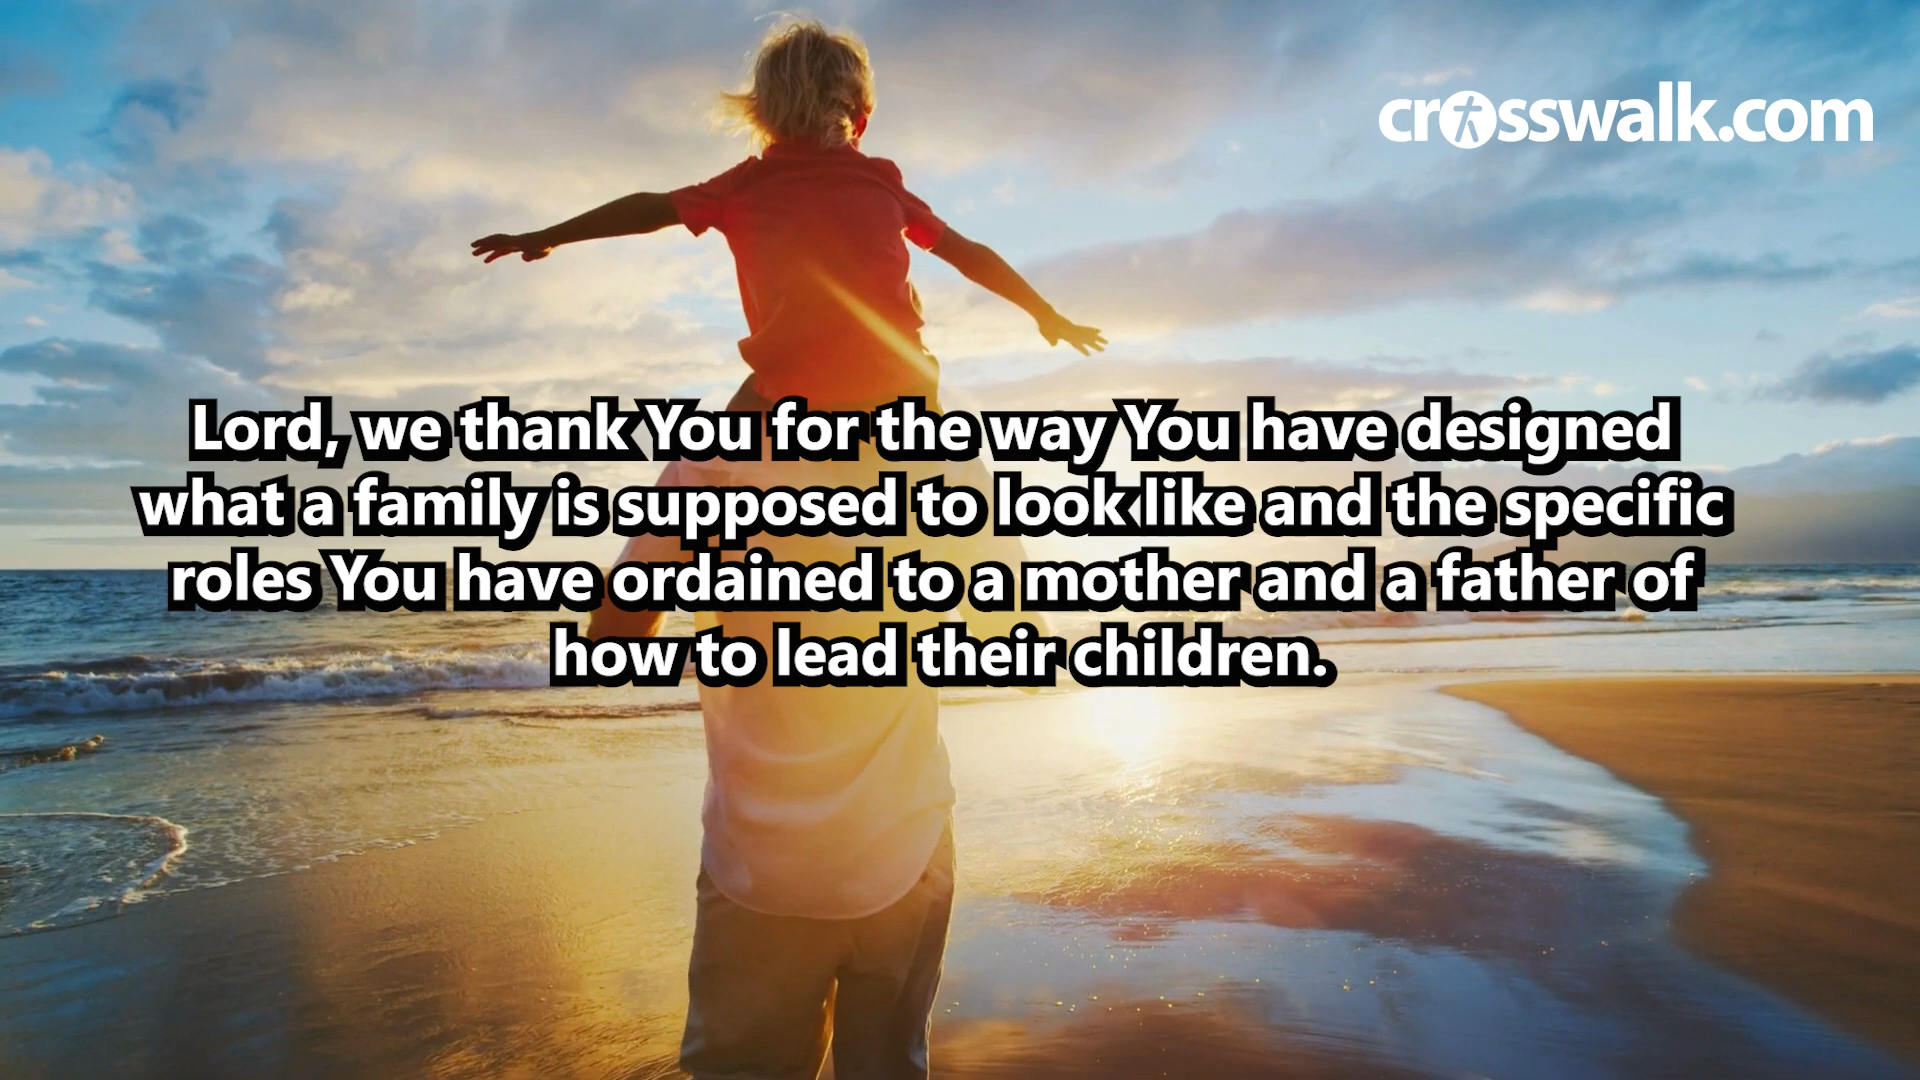 crosswalk.com
Lord, we thank You for the way You have designed
what a family is supposed to look like and the specific
roles You have ordained to a mother and a father of
how to lead their children.